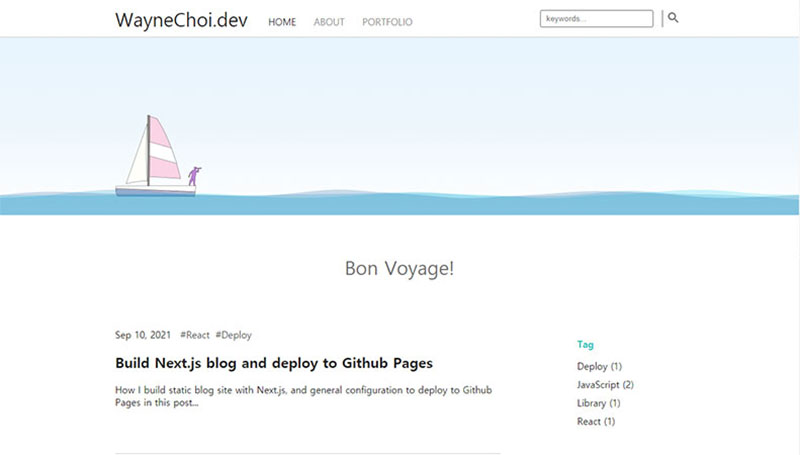 WayneChoi.dev HOME ABOUT PORTFOLIO keywords...
Bon Voyage!
Sep 10, 2021 #React #Deploy
Build Next.js blog and deploy to Github Pages
How I build static blog site with Next.js, and general configuration to deploy to Github
Pages in this post...
Tag
Deploy (1)
JavaScript (2)
Library (1)
React (1)